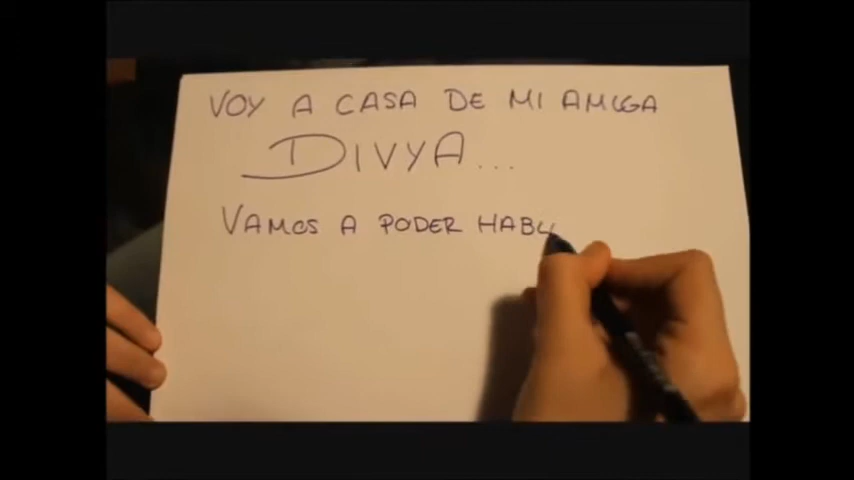 VOY A CASA DE MI AMIGA
DIVYA...
VAMOS A PODER HABL